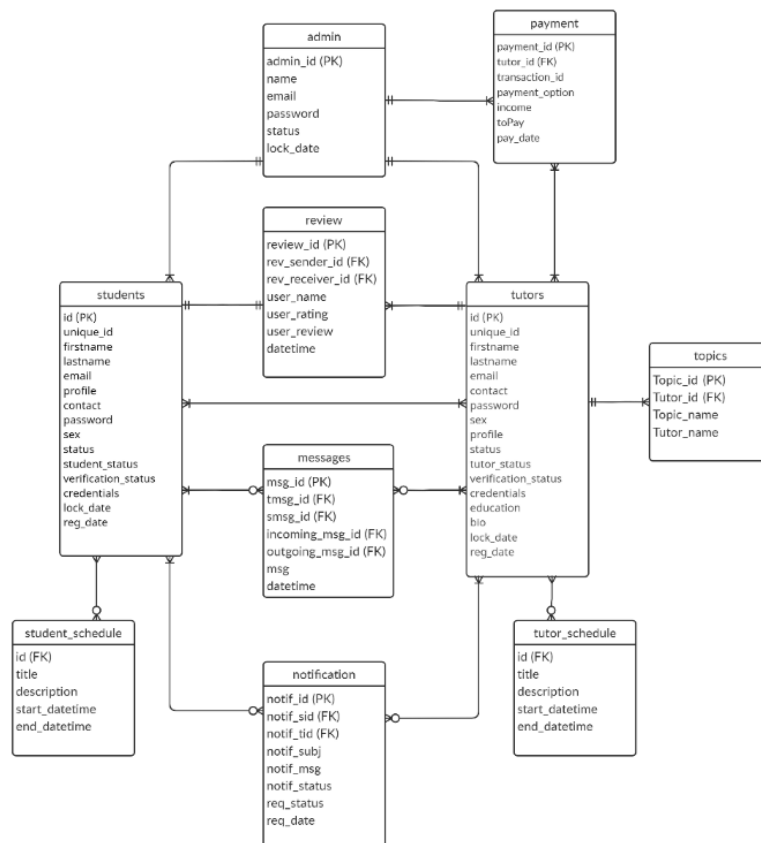 admin
admin_id (PK)
name
email
password
status
lock_date
payment
payment_id (PK)
tutor_id (FK)
transaction_id
payment_option
income
toPay
pay_date
review
review_id (PK)
rev_sender_id (FK)
rev_receiver_id (FK)
user_name
user_rating
user_review
datetime
students
id (PK)
unique_id
firstname
lastname
email
profile
contact
password
sex
status
student_status
verification_status
credentials
lock_date
reg_date
tutors
id (PK)
unique_id
firstname
lastname
email
contact
password
sex
profile
status
tutor_status
verification_status
credentials
education
bio
lock_date
reg_date
topics
Topic_id (PK)
Tutor_id (FK)
Topic_name
Tutor_name
messages
msg_id (PK)
tmsg_id (FK)
smsg_id (FK)
incoming_msg_id (FK)
outgoing_msg_id (FK)
msg
datetime
student_schedule
id (FK)
title
description
start_datetime
end_datetime
notification
notif_id (PK)
notif_sid (FK)
notif_tid (FK)
notif_subj
notif_msg
notif_status
req_status
req_date
tutor_schedule
id (FK)
title
description
start_datetime
end_datetime